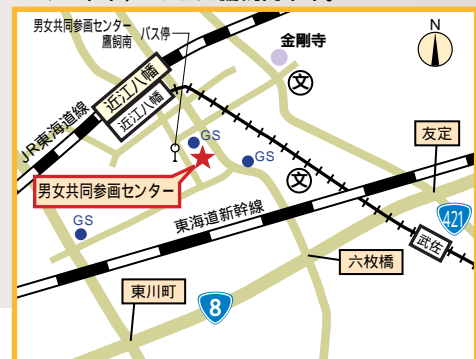 男女共同参画センター
鷹飼南
バス停
金剛寺
N
文
近江八幡
近江八幡
JR東海道線
GS
GS
友定
文
男女共同参画センター
421
GS
東海道新幹線
武佐
六枚橋
東川町
8